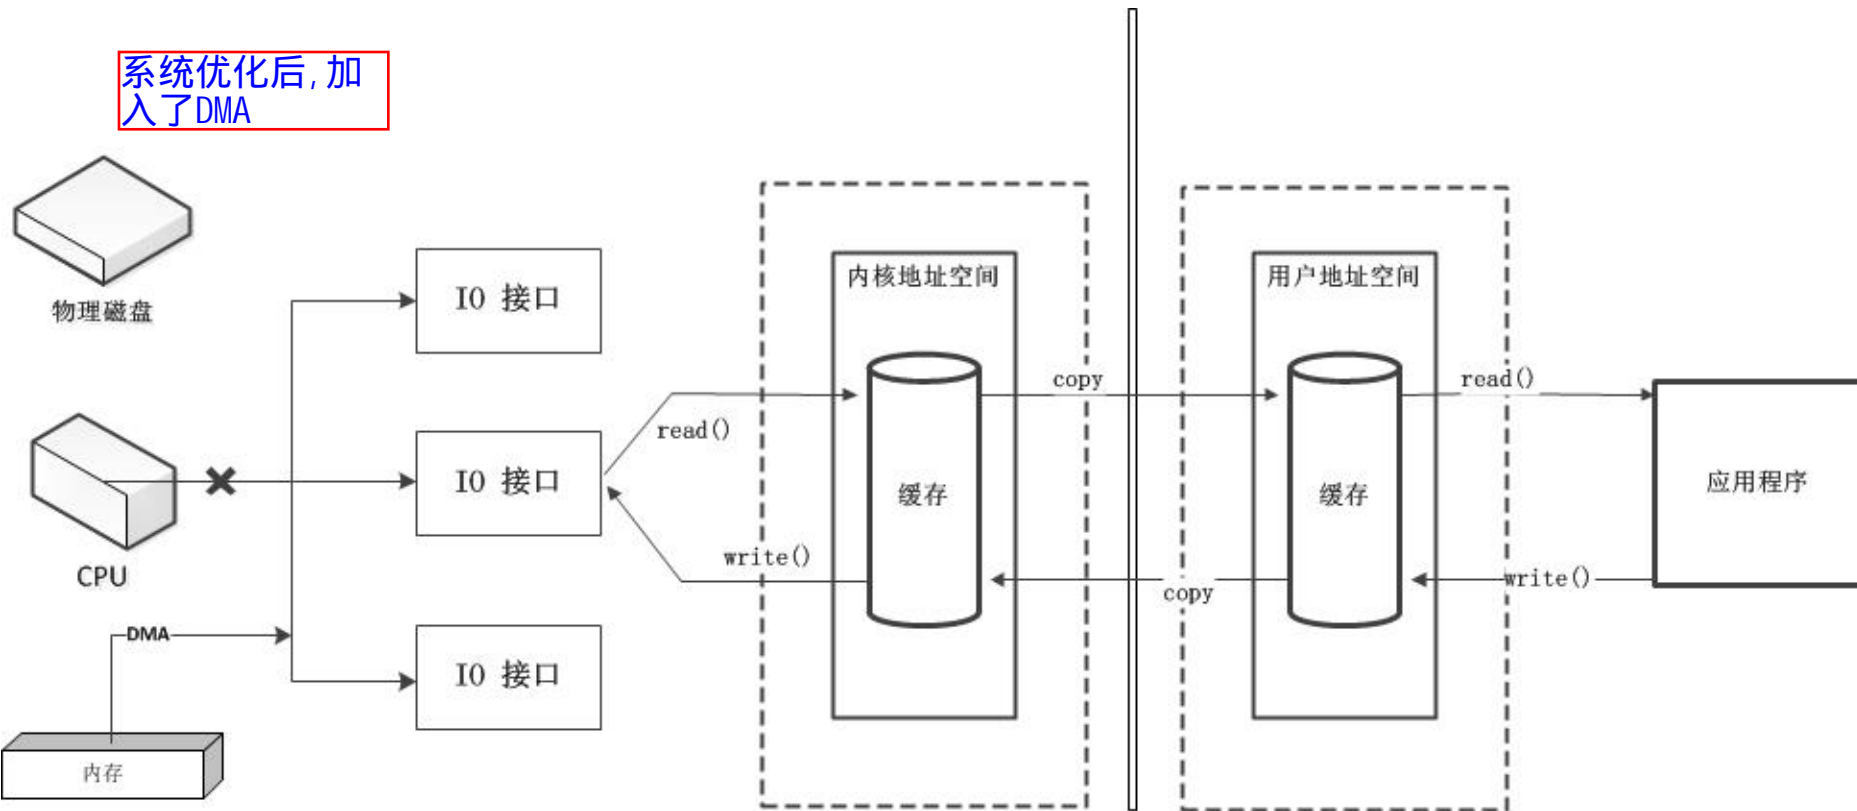 系统优化后,加
入了DMA
物理磁盘
CPU
DMA
内存
IO 接口
IO 接口
IO 接口
read()
write()
内核地址空间
缓存
copy
copy
用户地址空间
缓存
read()
write()
应用程序